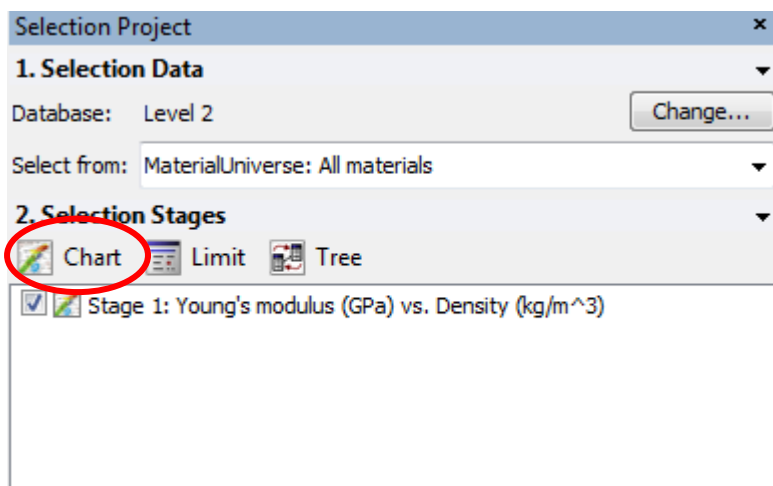 Selection Project ×
1. Selection Data
Database: Level 2 Change...
Select from: MaterialUniverse: All materials
2. Selection Stages
Chart Limit Tree
Stage 1: Young's modulus (GPa) vs. Density (kg/m^3)